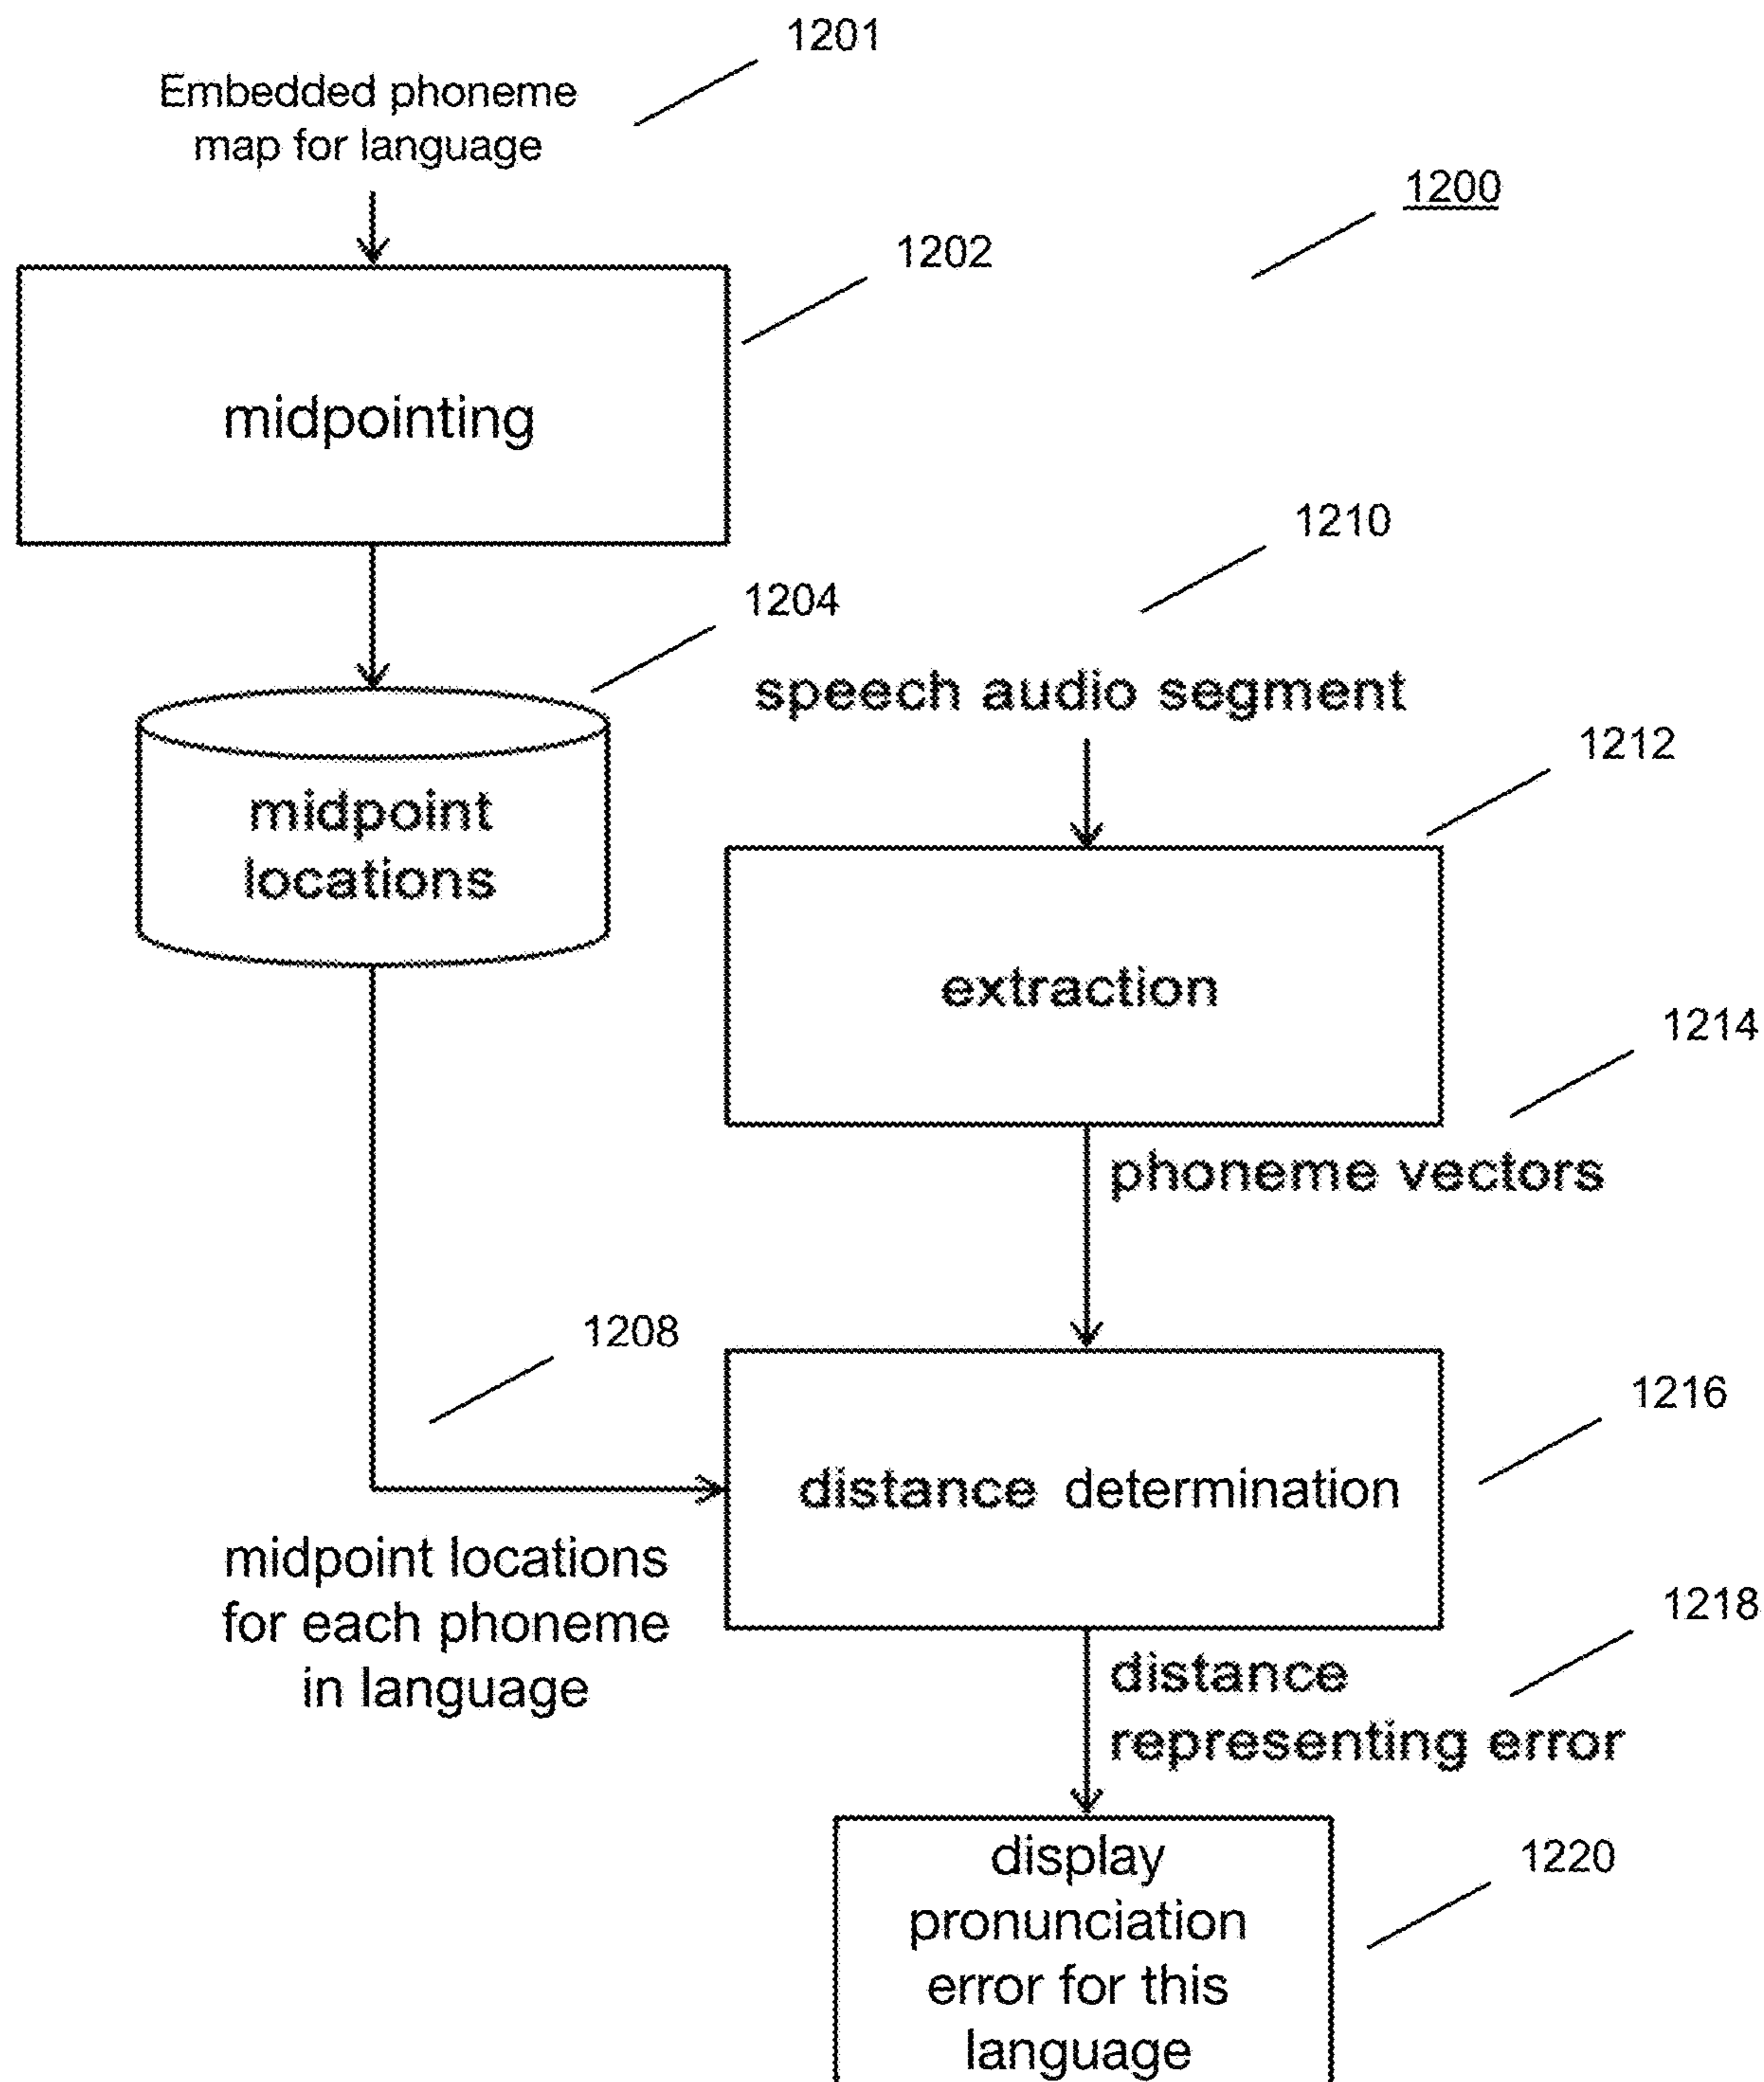 1201
Embedded phoneme
map for language
1200
1202
midpointing
1210
1204
speech audio segment
1212
midpoint
locations
extraction
1214
phoneme vectors
1208
1216
distance determination
midpoint locations
for each phoneme
in language
1218
distance
representing error
display
pronunciation
error for this
language
1220